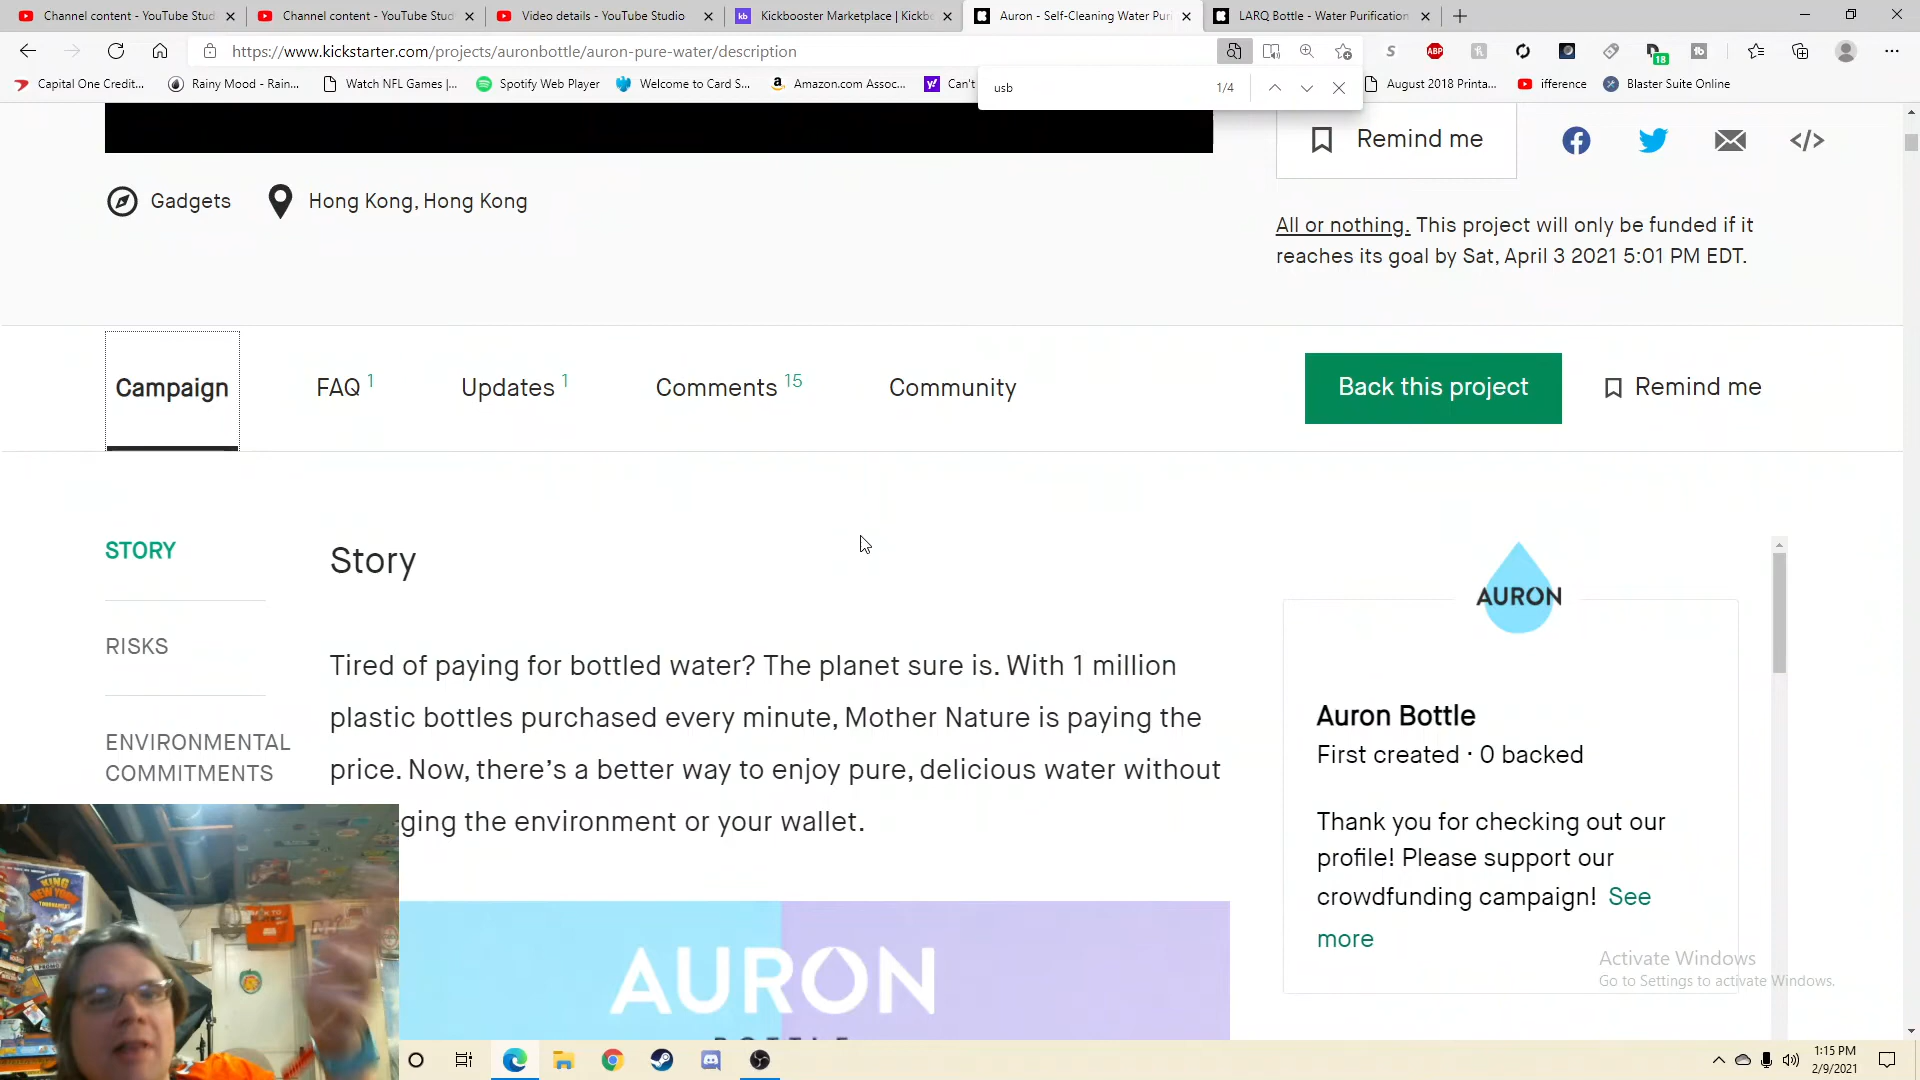 Channel content - YouTube Stud
Channel content - YouTube Stud
Video details - YouTube Studio
kb
Kickbooster Marketplace | Kickb
Auron - Self-Cleaning Water Puri
LARQ Bottle - Water Purification
https://www.kickstarter.com/projects/auronbottle/auron-pure-water/description
ABP
18
Capital One Credit...
Rainy Mood - Rain...
Watch NFL Games |...
Spotify Web Player
Welcome to Card S...
Amazon.com Assoc...
Can't
usb
1/4
August 2018 Printa...
ifference
Blaster Suite Online
Remind me
Gadgets
Hong Kong, Hong Kong
All or nothing. This project will only be funded if it
reaches its goal by Sat, April 3 2021 5:01 PM EDT.
Campaign
FAQ 1
Updates 1
Comments 15
Community
Back this project
Remind me
STORY
RISKS
ENVIRONMENTAL
COMMITMENTS
Story
Tired of paying for bottled water? The planet sure is. With 1 million
plastic bottles purchased every minute, Mother Nature is paying the
price. Now, there's a better way to enjoy pure, delicious water without
ging the environment or your wallet.
AURON
BOTTLE
AURON
Auron Bottle
First created · 0 backed
Thank you for checking out our
profile! Please support our
crowdfunding campaign! See
more
Activate Windows
Go to Settings to activate Windows.
KING
NEW YORK
1:15 PM
2/9/2021